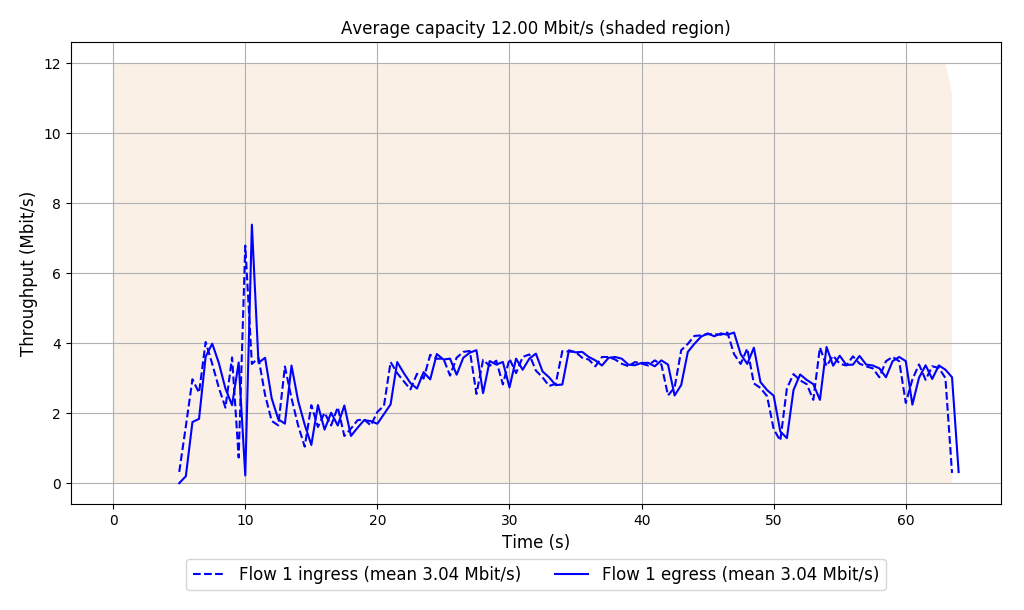 Average capacity 12.00 Mbit/s (shaded region)
Throughput (Mbit/s)
12
10
8
6
4
2
0
0 10 20 30 40 50 60
Time (s)
Flow 1 ingress (mean 3.04 Mbit/s) Flow 1 egress (mean 3.04 Mbit/s)